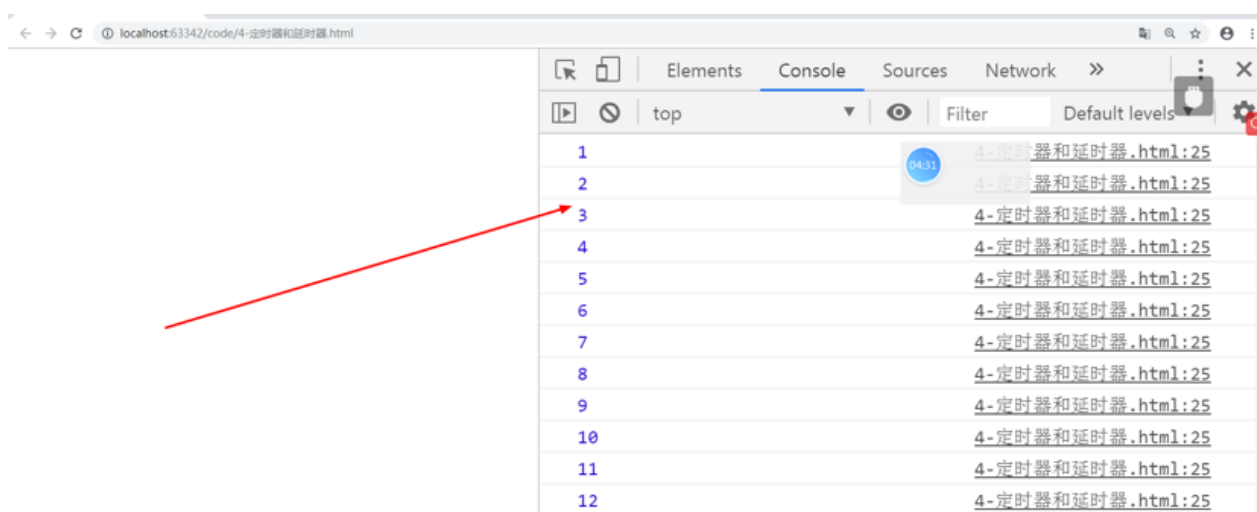 localhost:63342/code/4-定时器和延时器.html
Elements Console Sources Network »
top Filter Default levels
1 4-定时器和延时器.html:25
04:31
2 4-定时器和延时器.html:25
3 4-定时器和延时器.html:25
4 4-定时器和延时器.html:25
5 4-定时器和延时器.html:25
6 4-定时器和延时器.html:25
7 4-定时器和延时器.html:25
8 4-定时器和延时器.html:25
9 4-定时器和延时器.html:25
10 4-定时器和延时器.html:25
11 4-定时器和延时器.html:25
12 4-定时器和延时器.html:25